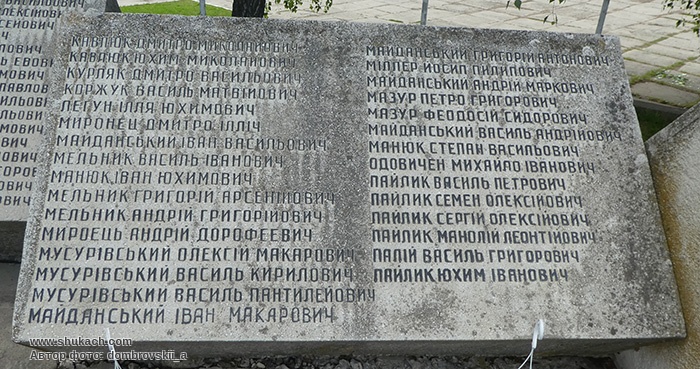 КАВЛЮК ДМИТРО МИКОЛАЙОВИЧ
КАВЛЮК ЮХИМ МИКОЛАЙОВИЧ
КУРЛЯК ДМИТРО ВАСИЛЬОВИЧ
КОРЖУК ВАСИЛЬ МАТВІЙОВИЧ
ЛЕГУН ІЛЛЯ ЮХИМОВИЧ
МИРОНЕЦ ДМИТРО ІЛЛІЧ
МАЙДАНСЬКИЙ ІВАН ВАСИЛЬОВИЧ
МЕЛЬНИК ВАСИЛЬ ІВАНОВИЧ
МАНЮК ІВАН ЮХИМОВИЧ
МЕЛЬНИК ГРИГОРІЙ АРСЕНІЙОВИЧ
МЕЛЬНИК АНДРІЙ ГРИГОРІЙОВИЧ
МИРОЕЦЬ АНДРІЙ ДОРОФЕЕВИЧ
МУСУРІВСЬКИЙ ОЛЕКСІЙ МАКАРОВИЧ
МУСУРІВСЬКИЙ ВАСИЛЬ КИРИЛОВИЧ
МУСУРІВСЬКИЙ ВАСИЛЬ ПАНТИЛЕЙОВИЧ
МАЙДАНСЬКИЙ ІВАН МАКАРОВИЧ
МАЙДАНСЬКИЙ ГРИГОРІЙ АНТОНОВИЧ
МІЛЛЕР ЙОСИП ПИЛИПОВИЧ
МАЙДАНСЬКИЙ АНДРІЙ МАРКОВИЧ
МАЗУР ПЕТРО ГРИГОРОВИЧ
МАЗУР ФЕОДОСІЙ СИДОРОВИЧ
МАЙДАНСЬКИЙ ВАСИЛЬ АНДРІЙОВИЧ
МАНЮК СТЕПАН ВАСИЛЬОВИЧ
ОДОВИЧЕН МИХАЙЛО ІВАНОВИЧ
ПАЙЛИК ВАСИЛЬ ПЕТРОВИЧ
ПАЙЛИК СЕМЕН ОЛЕКСІЙОВИЧ
ПАЙЛИК СЕРГІЙ ОЛЕКСІЙОВИЧ
ПАЙЛИК МАНОЛІЙ ЛЕОНТІЙОВИЧ
ПАЛІЙ ВАСИЛЬ ГРИГОРОВИЧ
ПАЙЛИК ЮХИМ ІВАНОВИЧ
www.shukach.com
Автор фото: dombrovskii_a